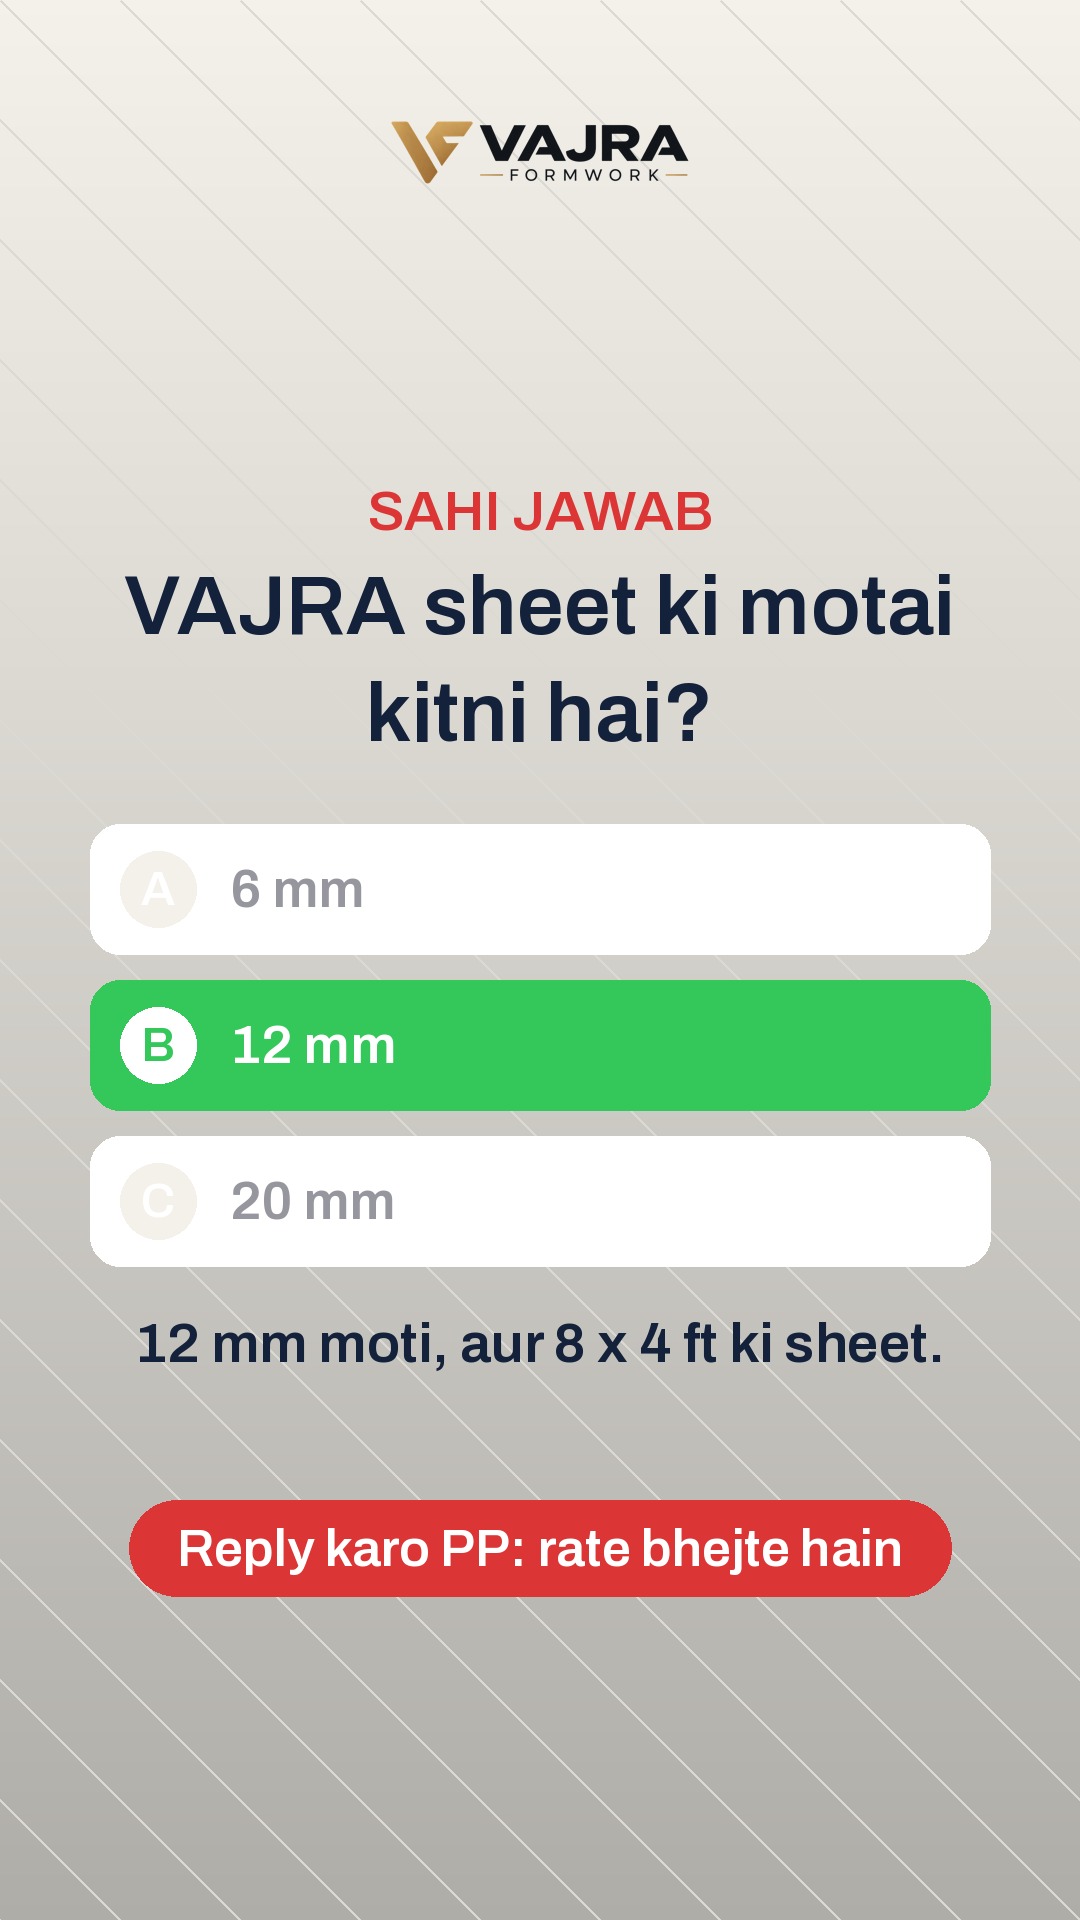 VAJRA
FORMWORK
SAHI JAWAB
VAJRA sheet ki motai
kitni hai?
A 6 mm
B 12 mm
C 20 mm
12 mm moti, aur 8 x 4 ft ki sheet.
Reply karo PP: rate bhejte hain